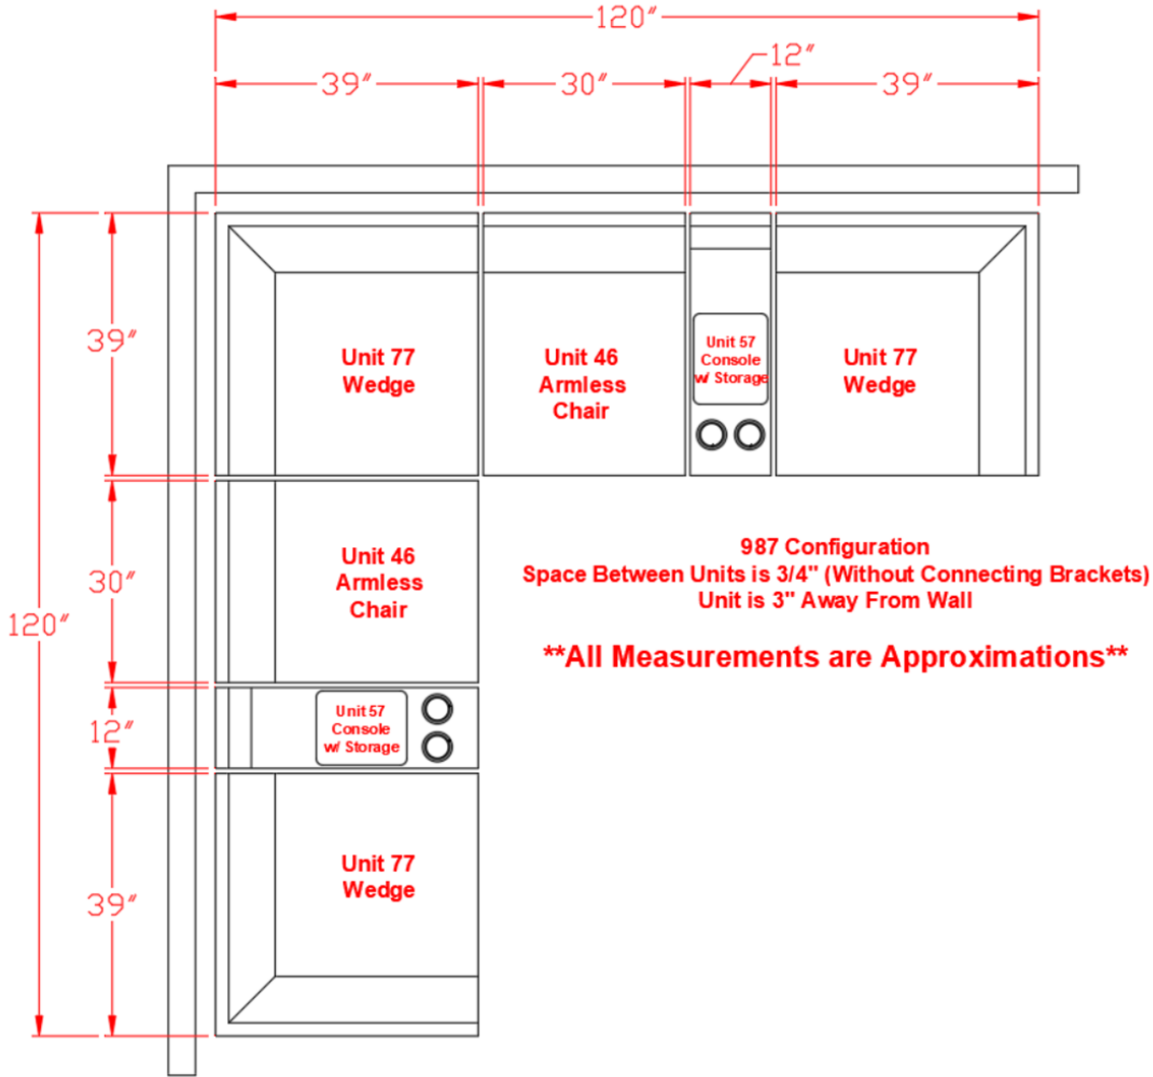 120"
12"
39"
30"
39"
39"
Unit 77
Wedge
Unit 46
Armless
Chair
Unit 57
Console
w/ Storage
Unit 77
Wedge
987 Configuration
Space Between Units is 3/4" (Without Connecting Brackets)
Unit is 3" Away From Wall
**All Measurements are Approximations**
30"
Unit 46
Armless
Chair
120"
12"
Unit 57
Console
w/ Storage
39"
Unit 77
Wedge